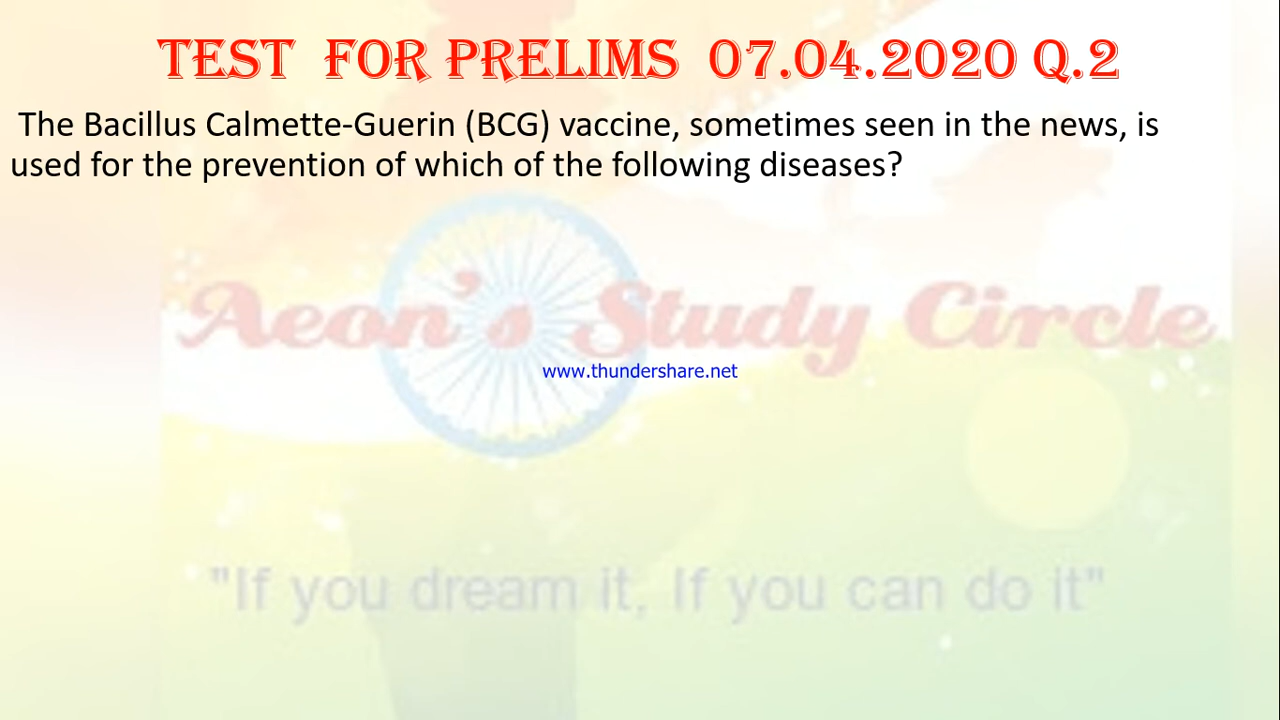 TEST FOR PRELIMS 07.04.2020 Q.2
The Bacillus Calmette-Guerin (BCG) vaccine, sometimes seen in the news, is
used for the prevention of which of the following diseases?
Aeon's Study Circle
www.thundershare.net
"If you dream it, If you can do it"